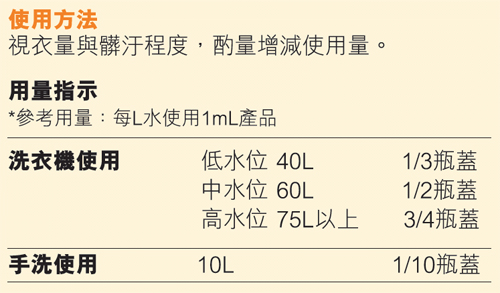 使用方法
視衣量與髒汙程度，酌量增減使用量。
用量指示
*參考用量：每L水使用1mL產品
洗衣機使用 低水位 40L 1/3瓶蓋
中水位 60L 1/2瓶蓋
高水位 75L以上 3/4瓶蓋
手洗使用 10L 1/10瓶蓋